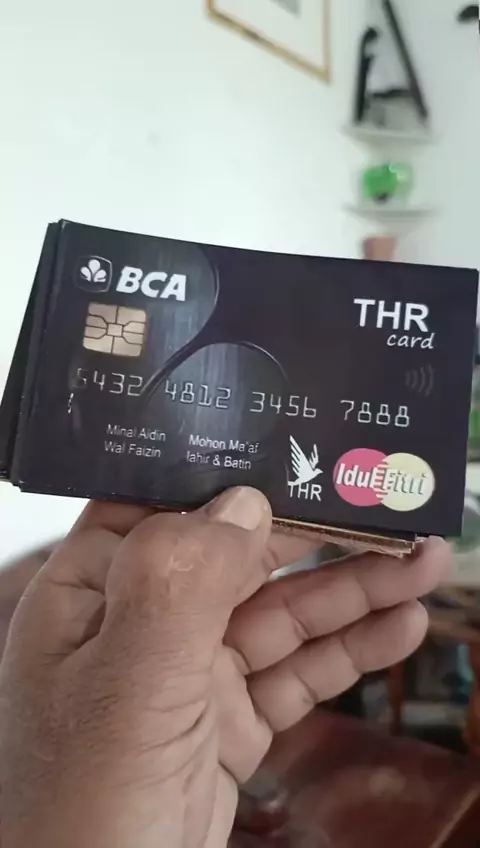 BCA
THR
card
5432 4812 3456 7888
Minal Aidin
Wal Faizin
Mohon Ma'af
lahir & Batin
THR
IdulFitri